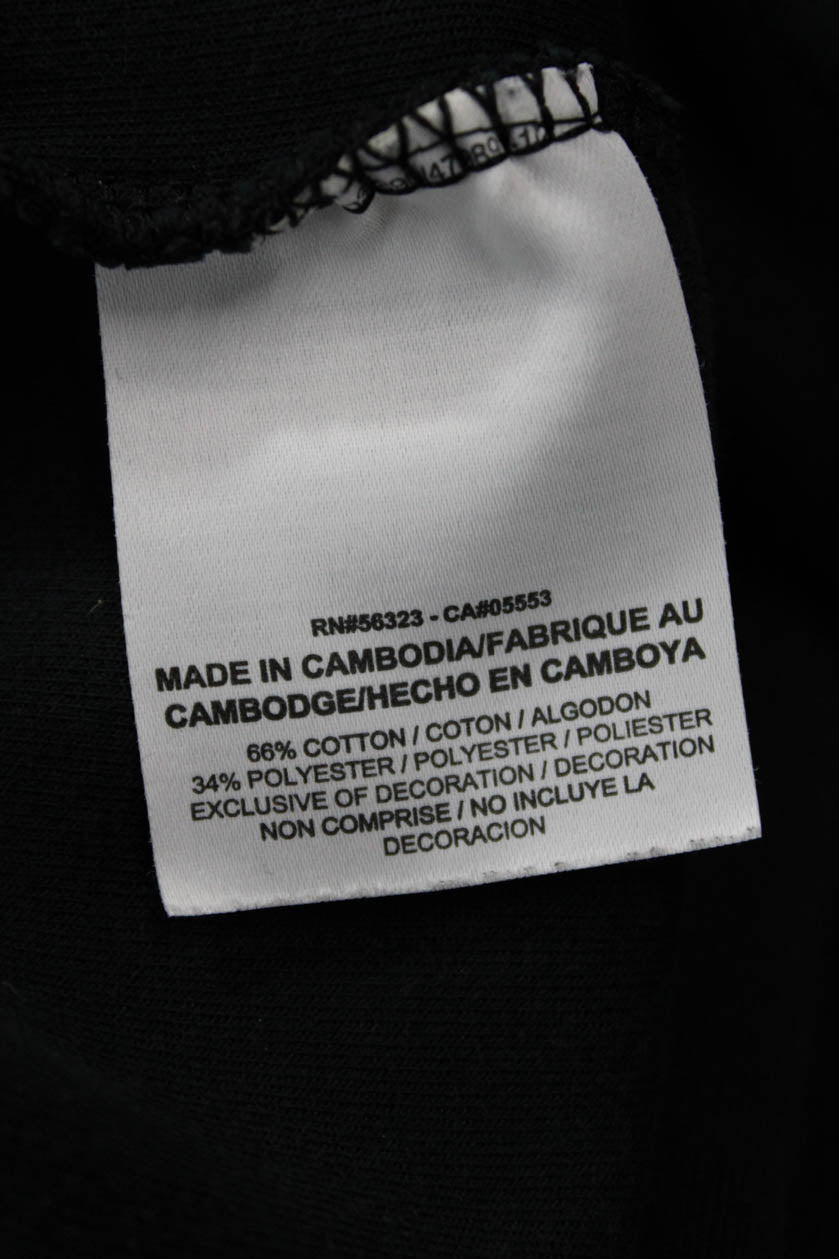 RN#56323 - CA#05553
MADE IN CAMBODIA/FABRIQUE AU
CAMBODGE/HECHO EN CAMBOYA
66% COTTON / COTON / ALGODON
34% POLYESTER / POLYESTER / POLIESTER
EXCLUSIVE OF DECORATION / DECORATION
NON COMPRISE / NO INCLUYE LA
DECORACION